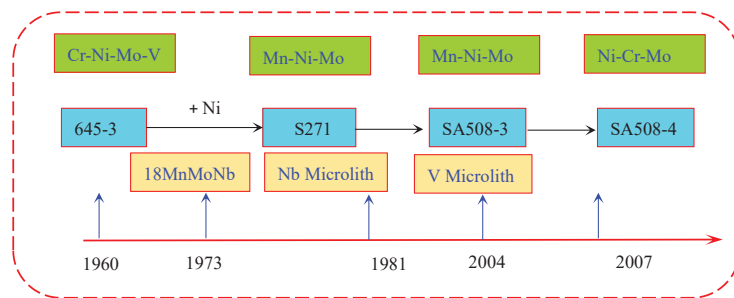 Cr-Ni-Mo-V
Mn-Ni-Mo
Mn-Ni-Mo
Ni-Cr-Mo
645-3
+ Ni
S271
SA508-3
SA508-4
18MnMoNb
Nb Microlith
V Microlith
1960
1973
1981
2004
2007